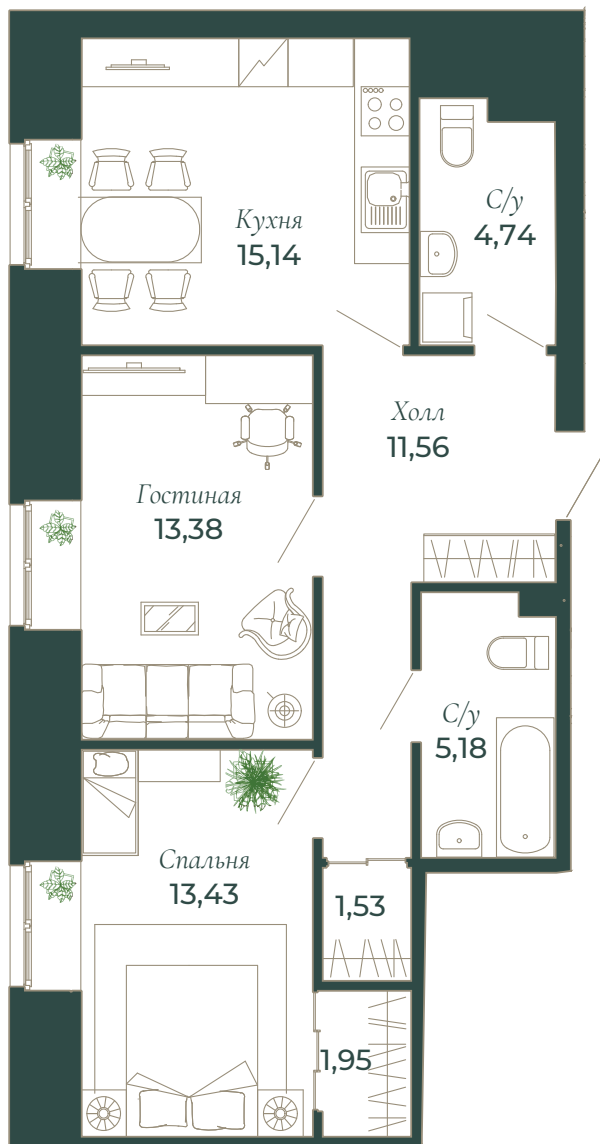 Кухня
15,14
С/у
4,74
Холл
11,56
Гостиная
13,38
С/у
5,18
Спальня
13,43
1,53
1,95